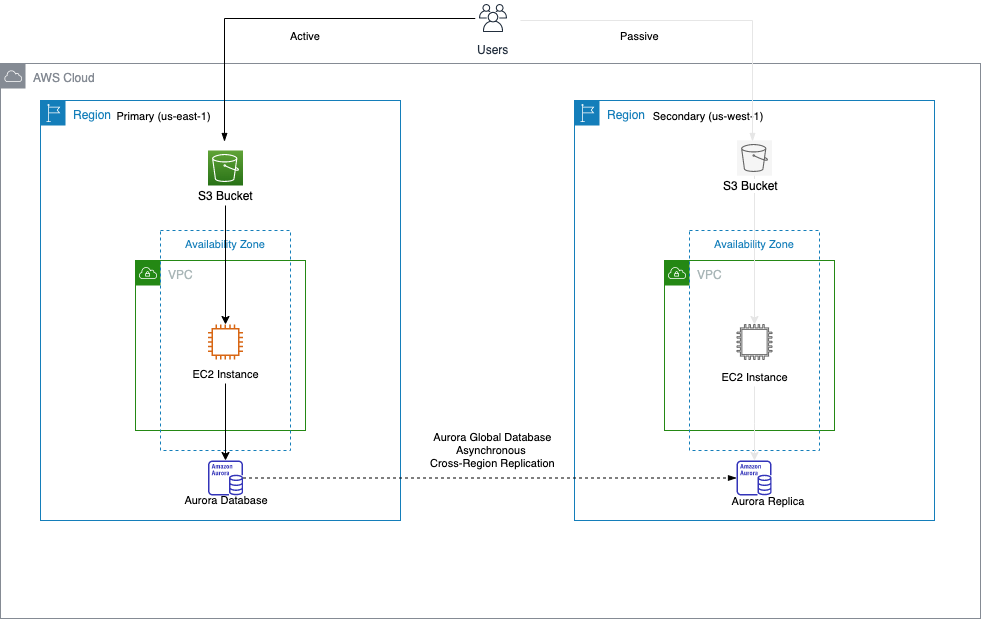 Users
Active
Passive
AWS Cloud
Region Primary (us-east-1)
S3 Bucket
Availability Zone
VPC
EC2 Instance
Amazon
Aurora
Aurora Database
Aurora Global Database
Asynchronous
Cross-Region Replication
Region Secondary (us-west-1)
S3 Bucket
Availability Zone
VPC
EC2 Instance
Amazon
Aurora
Aurora Replica